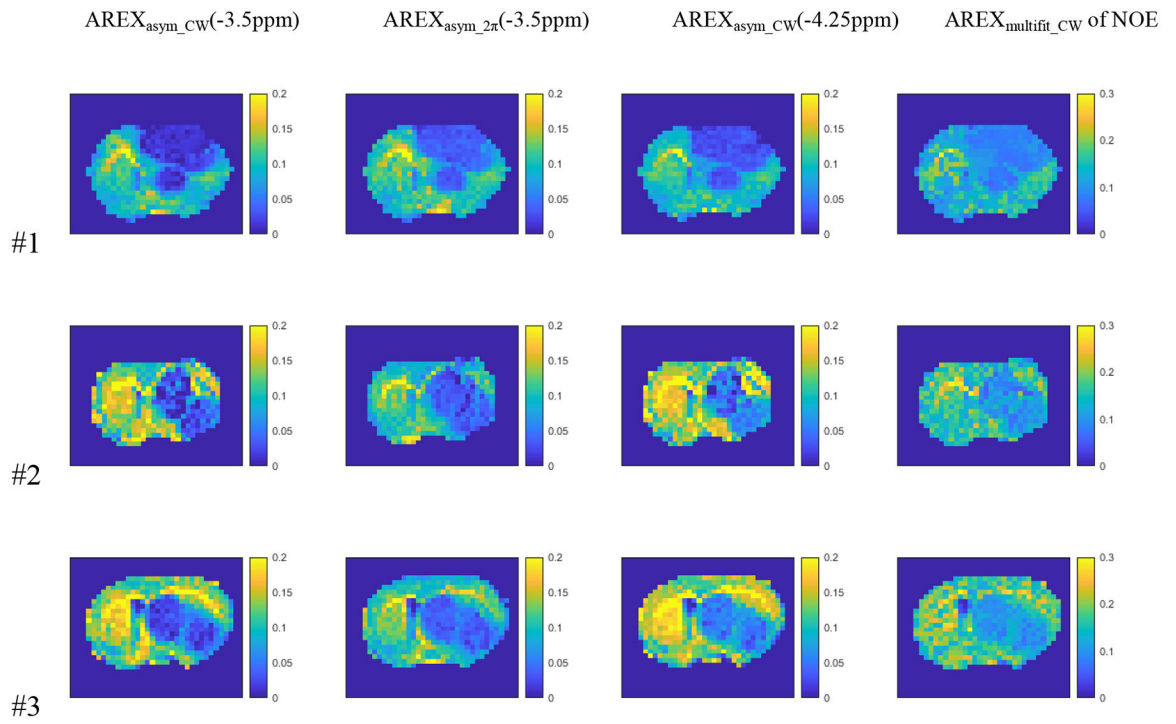 AREXasym_CW(-3.5ppm) AREXasym_2π(-3.5ppm) AREXasym_CW(-4.25ppm) AREXmultifit_CW of NOE
0.2 0.2 0.2 0.3
0.15 0.15 0.15 0.2
0.1 0.1 0.1 0.1
0.05 0.05 0.05
0 0 0 0
#1
0.2 0.2 0.2 0.3
0.15 0.15 0.15 0.2
0.1 0.1 0.1 0.1
0.05 0.05 0.05
0 0 0 0
#2
0.2 0.2 0.2 0.3
0.15 0.15 0.15 0.2
0.1 0.1 0.1 0.1
0.05 0.05 0.05
0 0 0 0
#3